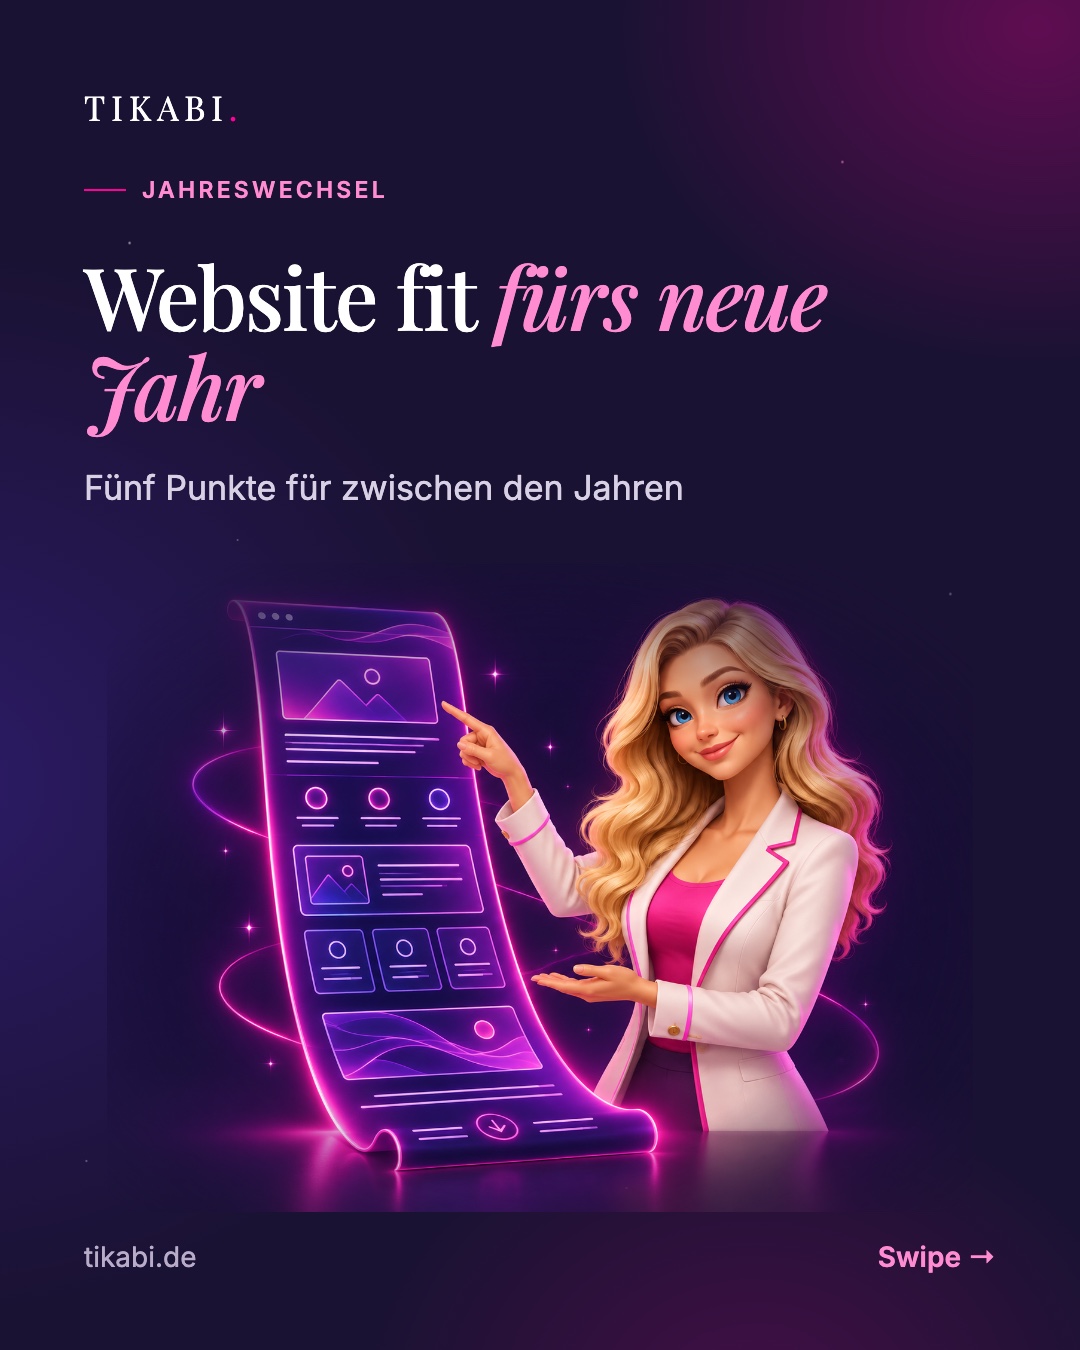 TIKABI.
JAHRESWECHSEL
Website fit fürs neue
Jahr
Fünf Punkte für zwischen den Jahren
tikabi.de
Swipe →